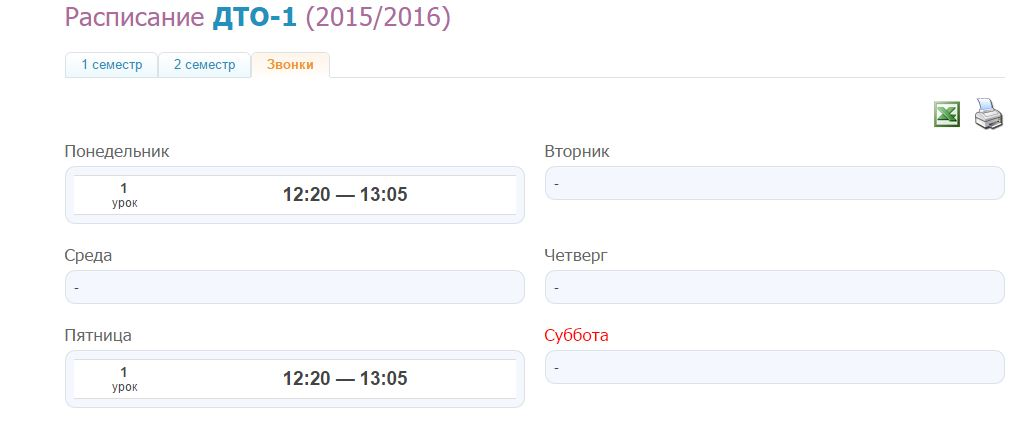 Расписание ДТО-1 (2015/2016)
1 семестр 2 семестр Звонки
Понедельник
1
урок
12:20 — 13:05
Вторник
-
Среда
-
Четверг
-
Пятница
1
урок
12:20 — 13:05
Суббота
-